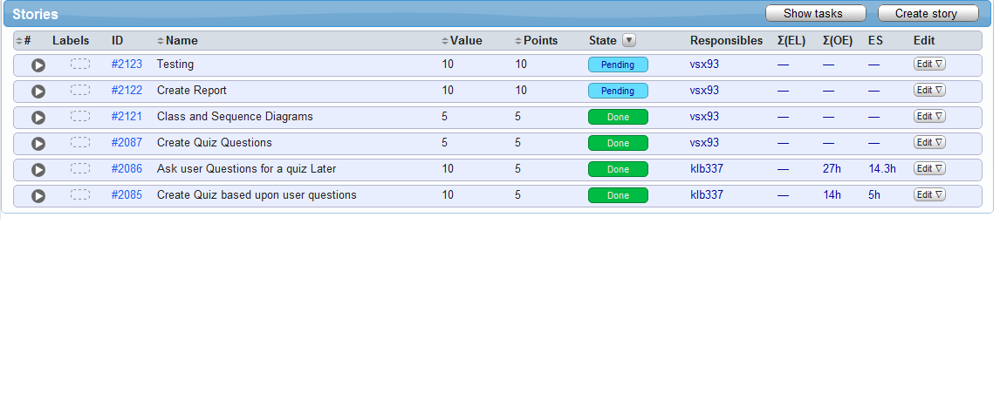 Stories Show tasks Create story
# Labels ID Name Value Points State Responsibles Σ(EL) Σ(OE) ES Edit
#2123 Testing 10 10 Pending vsx93 — — — Edit ▽
#2122 Create Report 10 10 Pending vsx93 — — — Edit ▽
#2121 Class and Sequence Diagrams 5 5 Done vsx93 — — — Edit ▽
#2087 Create Quiz Questions 5 5 Done vsx93 — — — Edit ▽
#2086 Ask user Questions for a quiz Later 10 5 Done klb337 — 27h 14.3h Edit ▽
#2085 Create Quiz based upon user questions 10 5 Done klb337 — 14h 5h Edit ▽